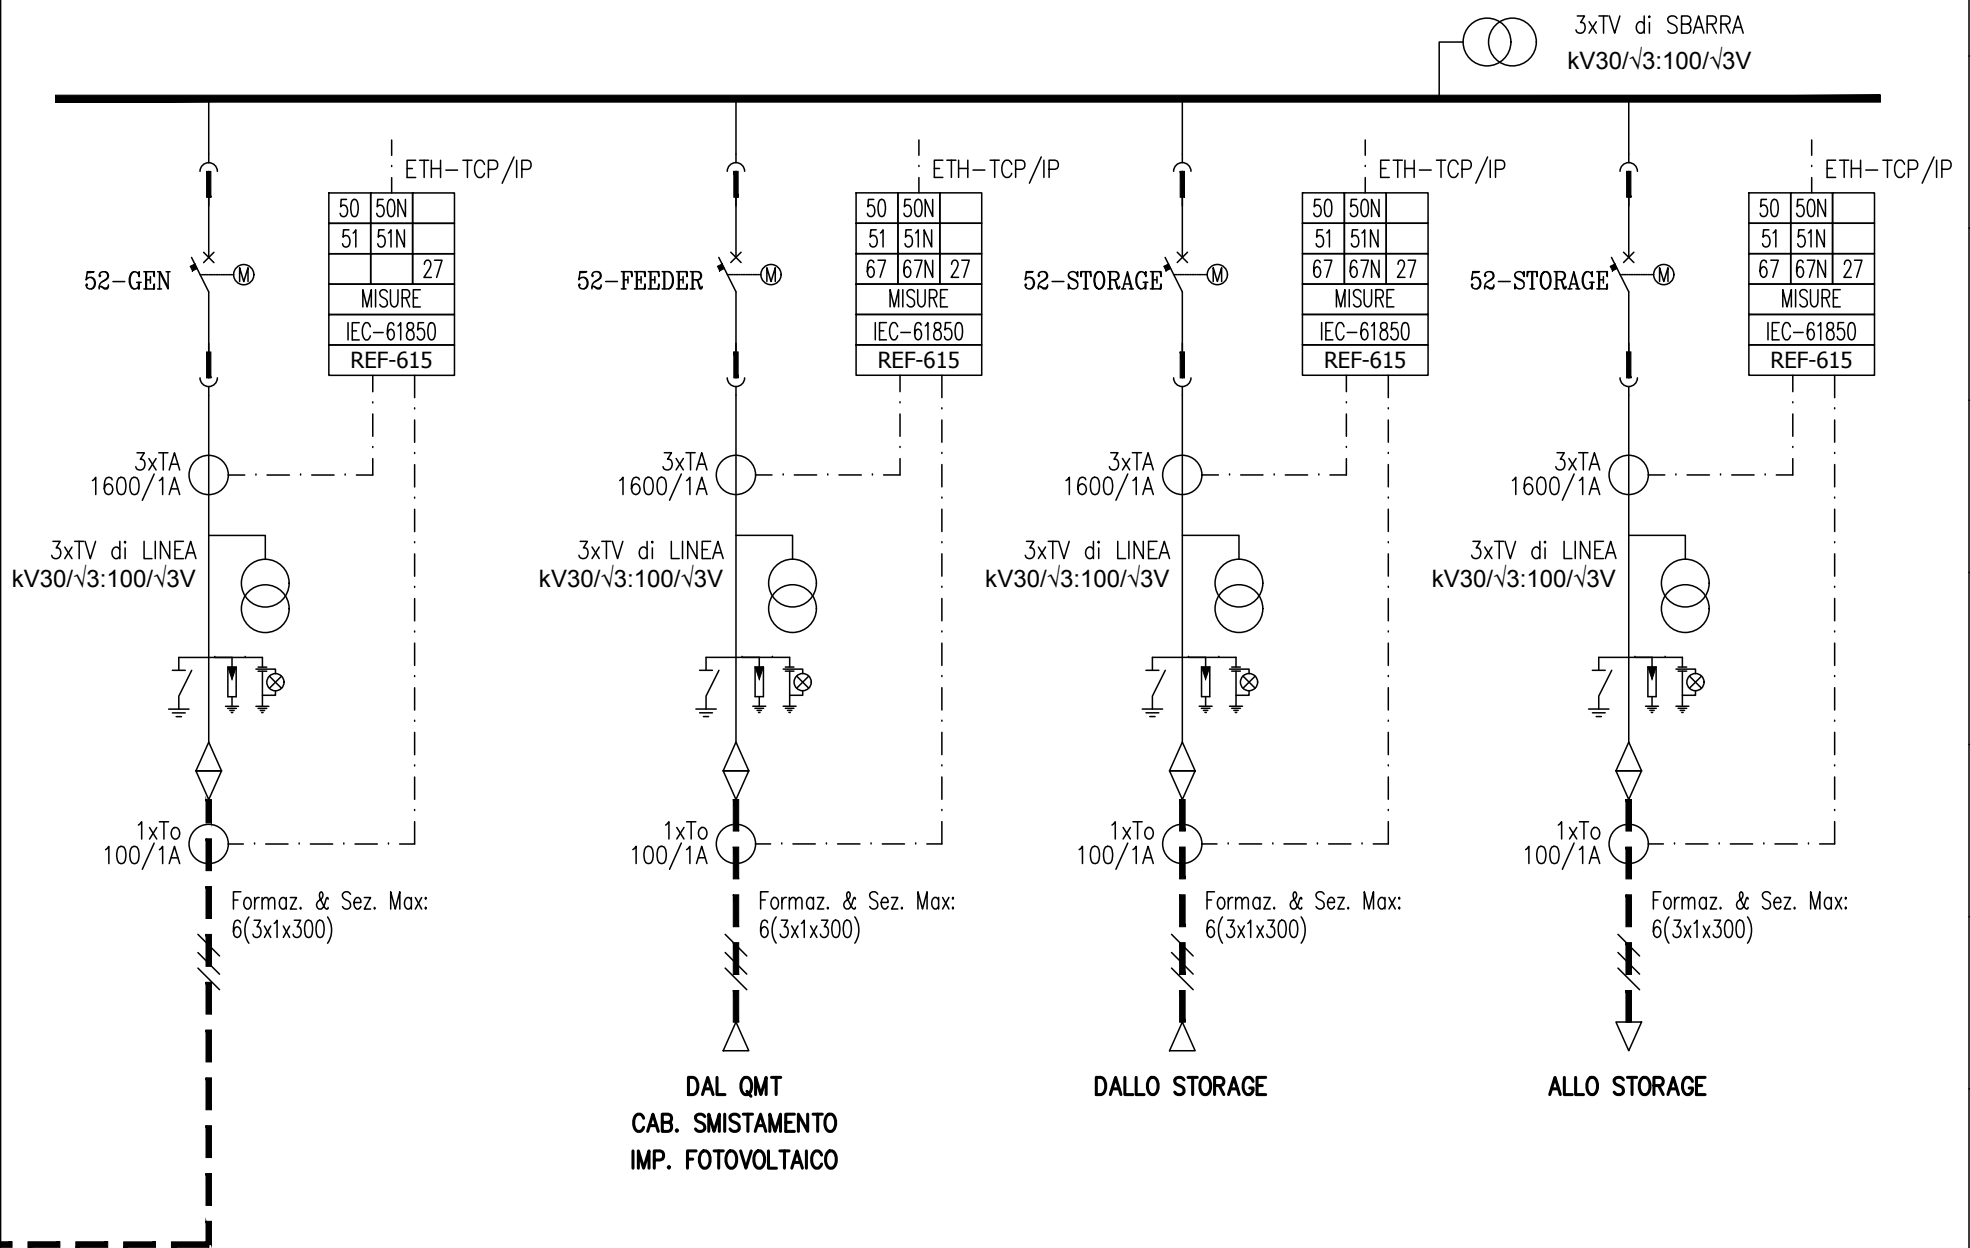 3xTV di SBARRA
kV30/√3:100/√3V
ETH-TCP/IP
50 50N
51 51N
27
MISURE
IEC-61850
REF-615
52-GEN
M
3xTA
1600/1A
3xTV di LINEA
kV30/√3:100/√3V
1xTo
100/1A
Formaz. & Sez. Max:
6(3x1x300)
ETH-TCP/IP
50 50N
51 51N
67 67N 27
MISURE
IEC-61850
REF-615
52-FEEDER
M
3xTA
1600/1A
3xTV di LINEA
kV30/√3:100/√3V
1xTo
100/1A
Formaz. & Sez. Max:
6(3x1x300)
DAL QMT
CAB. SMISTAMENTO
IMP. FOTOVOLTAICO
ETH-TCP/IP
50 50N
51 51N
67 67N 27
MISURE
IEC-61850
REF-615
52-STORAGE
M
3xTA
1600/1A
3xTV di LINEA
kV30/√3:100/√3V
1xTo
100/1A
Formaz. & Sez. Max:
6(3x1x300)
DALLO STORAGE
ETH-TCP/IP
50 50N
51 51N
67 67N 27
MISURE
IEC-61850
REF-615
52-STORAGE
M
3xTA
1600/1A
3xTV di LINEA
kV30/√3:100/√3V
1xTo
100/1A
Formaz. & Sez. Max:
6(3x1x300)
ALLO STORAGE